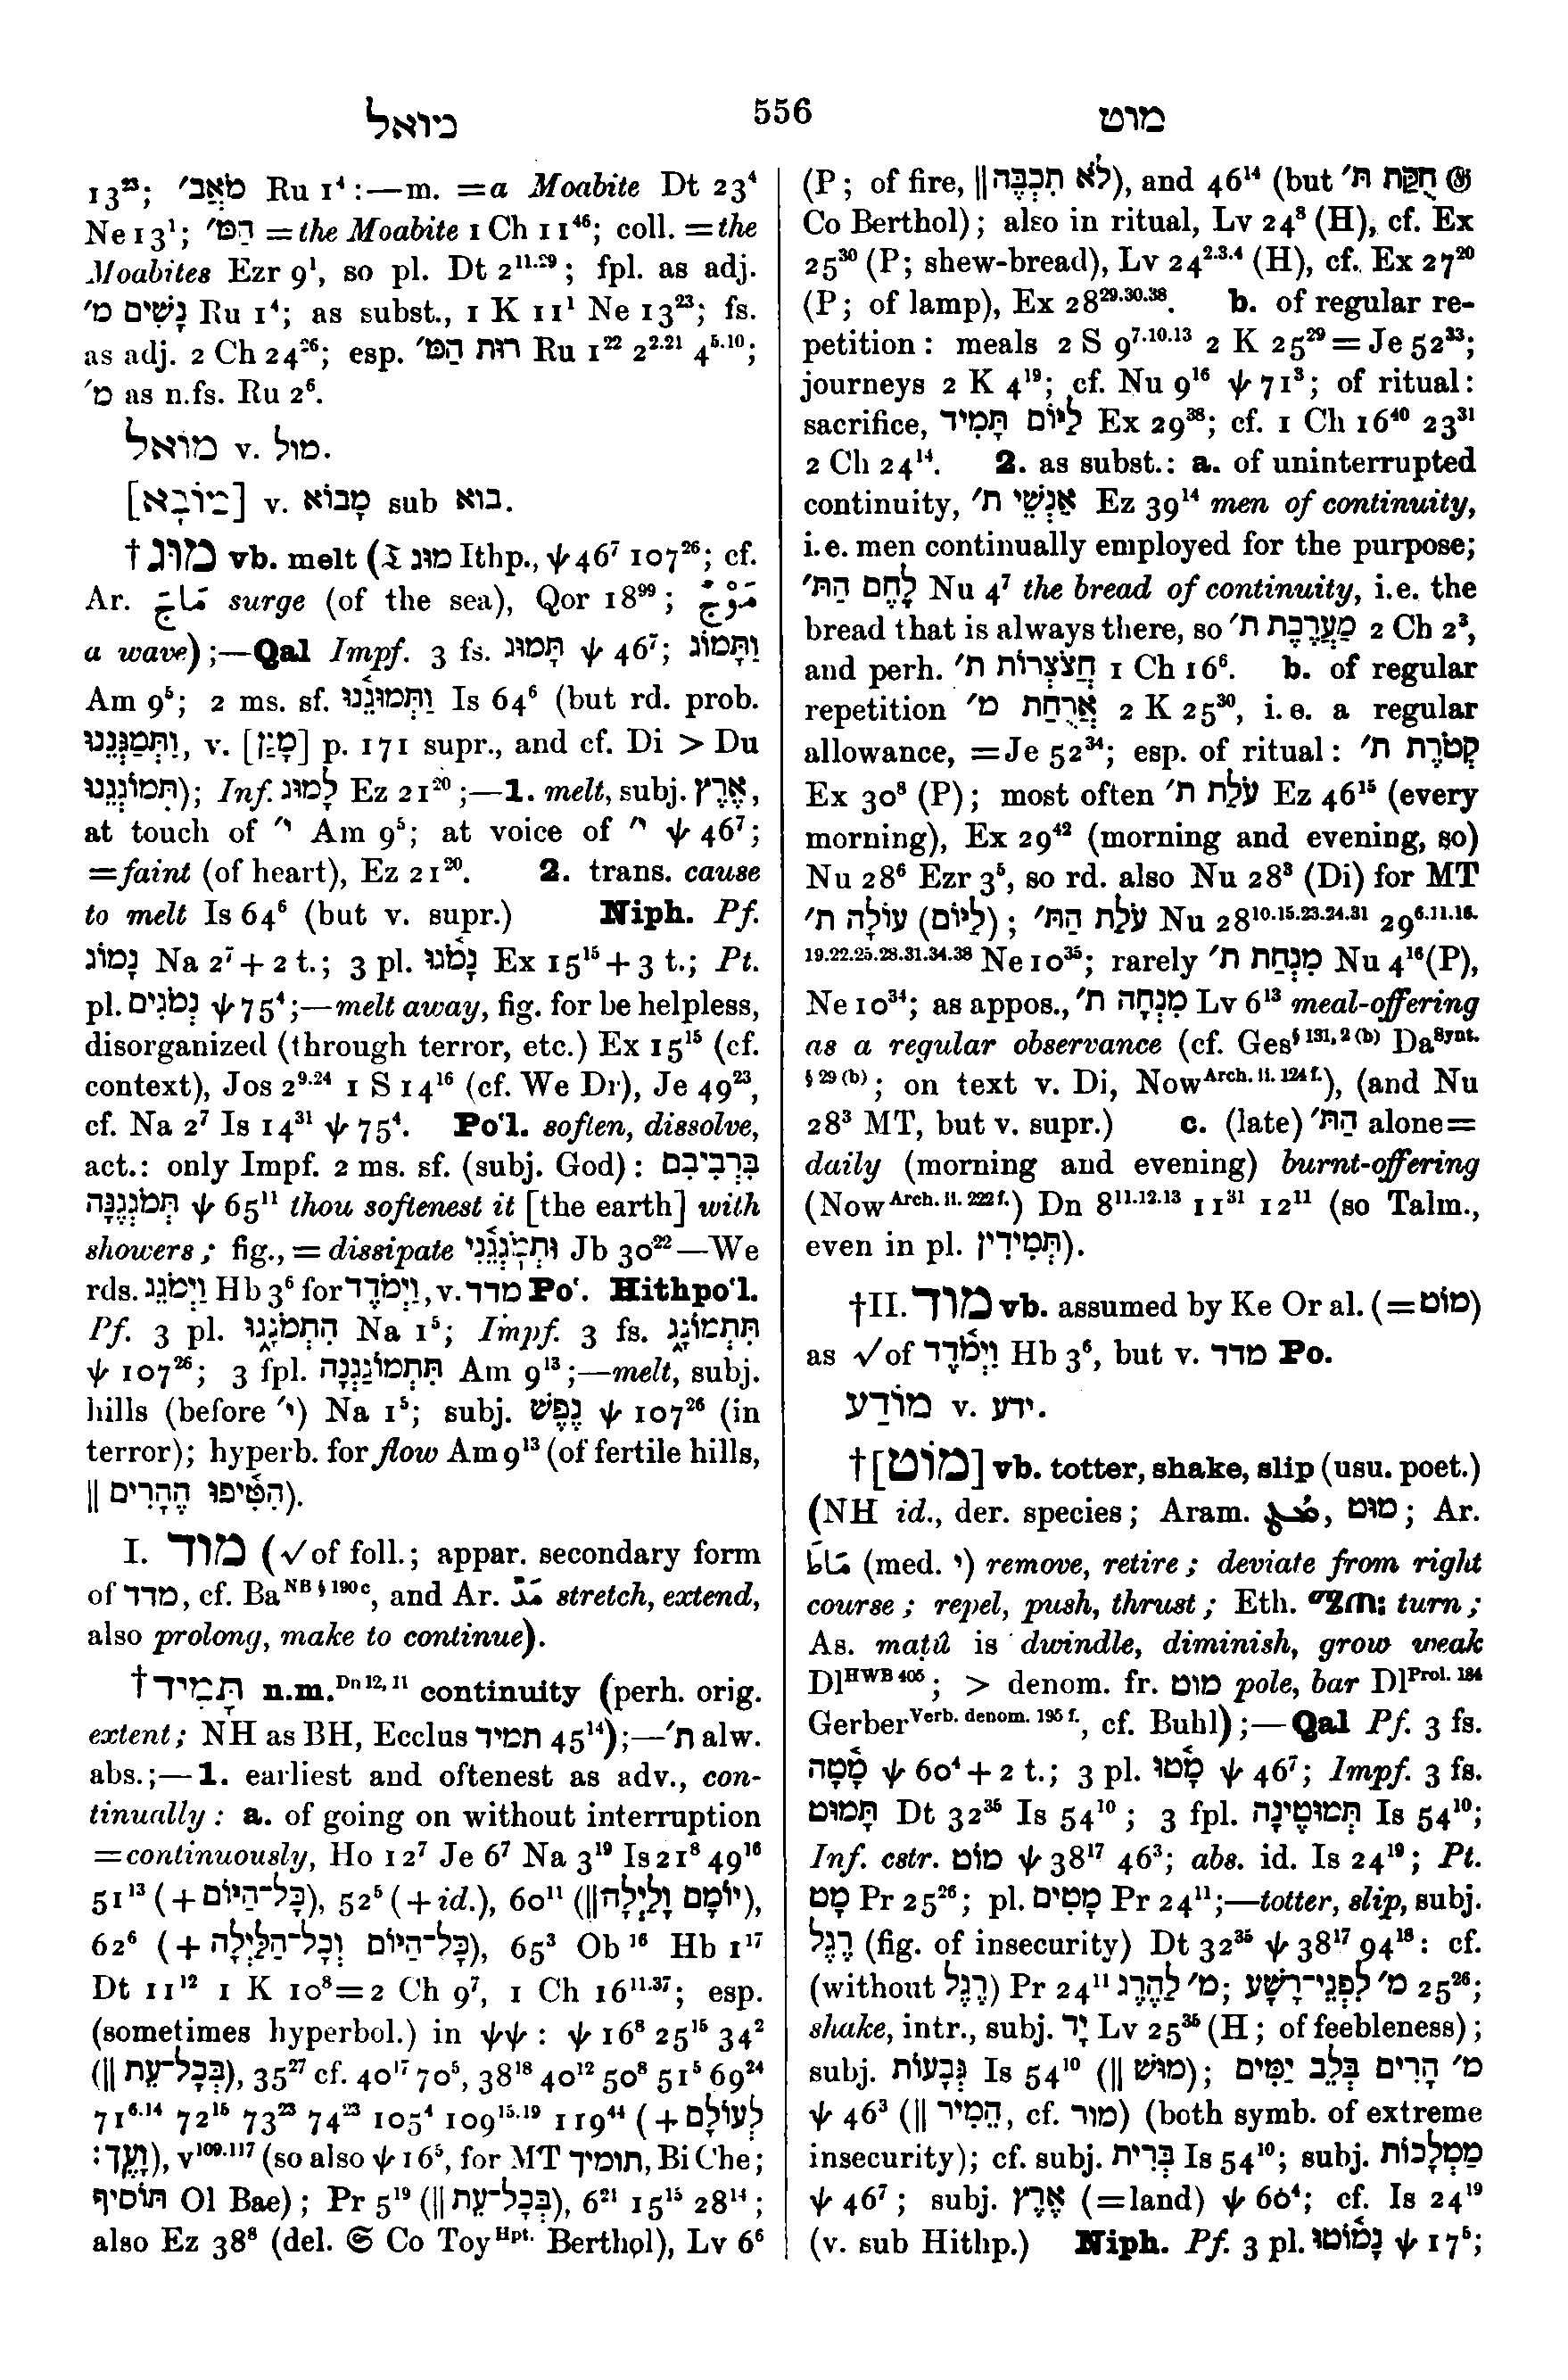 מואל 556 מוט
13²³; מֹאֲב׳ Ru 1⁴:—m. =a Moabite Dt 23⁴
Ne 13¹; הַמּ׳ =the Moabite 1 Ch 11⁴⁶; coll. =the
Moabites Ezr 9¹, so pl. Dt 2¹¹·²⁹; fpl. as adj.
נָשִׁים מ׳ Ru 1⁴; as subst., 1 K 11¹ Ne 13²³; fs.
as adj. 2 Ch 24²⁶; esp. רוּת הַמּ׳ Ru 1²² 2²·²¹ 4⁵·¹⁰;
מ׳ as n.fs. Ru 2⁶.
מוֹאל v. מול.
[מוֹבָא] v. מָבוֹא sub בוא.
† מוּג vb. melt (𝔗 מוּג Ithp., ψ 46⁷ 107²⁶; cf.
Ar. مَاجَ surge (of the sea), Qor 18⁹⁹; مَوْجٌ
a wave);—Qal Impf. 3 fs. תָּמוּג ψ 46⁷; וַתָּמוֹג
Am 9⁵; 2 ms. sf. וַתְּמוּגֵ֫נוּ Is 64⁶ (but rd. prob.
וַתְּמַגְּנֵנוּ, v. [מָגַן] p. 171 supr., and cf. Di > Du
תְּמוֹגְגֵנוּ); Inf. לָמוּג Ez 21²⁰;—1. melt, subj. אֶרֶץ,
at touch of י״ Am 9⁵; at voice of י״ ψ 46⁷;
=faint (of heart), Ez 21²⁰. 2. trans. cause
to melt Is 64⁶ (but v. supr.) Niph. Pf.
נָמוֹג Na 2⁷ + 2 t.; 3 pl. נָמֹ֫גוּ Ex 15¹⁵ + 3 t.; Pt.
pl. נְמֹגִים ψ 75⁴;—melt away, fig. for be helpless,
disorganized (through terror, etc.) Ex 15¹⁵ (cf.
context), Jos 2⁹·²⁴ 1 S 14¹⁶ (cf. We Dr), Je 49²³,
cf. Na 2⁷ Is 14³¹ ψ 75⁴. Po‘l. soften, dissolve,
act.: only Impf. 2 ms. sf. (subj. God): בִּרְבִיבִם
תְּמֹגְגֶנָּה ψ 65¹¹ thou softenest it [the earth] with
showers; fig., = dissipate וּתְמֹגְגֵ֫נִי Jb 30²²—We
rds. וַיְמֹגֵג Hb 3⁶ for וַיְמֹדֶד, v. מדד Po‘. Hithpo‘l.
Pf. 3 pl. הִתְמֹגָ֑גוּ Na 1⁵; Impf. 3 fs. תִּתְמוֹגָ֑ג
ψ 107²⁶; 3 fpl. תִּתְמוֹגַגְנָה Am 9¹³;—melt, subj.
hills (before י״) Na 1⁵; subj. נֶפֶשׁ ψ 107²⁶ (in
terror); hyperb. for flow Am 9¹³ (of fertile hills,
‖ הִטִּ֫יפוּ הֶהָרִים).
I. מוד (√ of foll.; appar. secondary form
of מדד, cf. Ba^NB § 190 c, and Ar. مَدَّ stretch, extend,
also prolong, make to continue).
† תָּמִיד n.m.^Dn 12, 11 continuity (perh. orig.
extent; NH as BH, Ecclus תמיד 45¹⁴);—ת׳ alw.
abs.;—1. earliest and oftenest as adv., con-
tinually: a. of going on without interruption
=continuously, Ho 12⁷ Je 6⁷ Na 3¹⁹ Is 21⁸ 49¹⁶
51¹³ (+ כָּל־הַיּוֹם), 52⁵ (+ id.), 60¹¹ (‖ יוֹמָם וָלַיְלָה),
62⁶ (+ כָּל־הַיּוֹם וְכָל־הַלַּיְלָה), 65³ Ob¹⁶ Hb 1¹⁷
Dt 11¹² 1 K 10⁸ = 2 Ch 9⁷, 1 Ch 16¹¹·³⁷; esp.
(sometimes hyperbol.) in ψψ: ψ 16⁸ 25¹⁵ 34²
(‖ בְּכָל־עֵת), 35²⁷ cf. 40¹⁷ 70⁵, 38¹⁸ 40¹² 50⁸ 51⁵ 69²⁴
71⁶·¹⁴ 72¹⁵ 73²³ 74²³ 105⁴ 109¹⁵·¹⁹ 119⁴⁴ (+ לְעוֹלָם
וָעֶד׃), v¹⁰⁹·¹¹⁷ (so also ψ 16⁵, for MT תומיך, Bi Che;
תּוֹסִיף Ol Bae); Pr 5¹⁹ (‖ בְּכָל־עֵת), 6²¹ 15¹⁵ 28¹⁴;
also Ez 38⁸ (del. 𝔖 Co Toy^Hpt. Berthol), Lv 6⁶
(P; of fire, ‖ לֹא תִכְבֶּה), and 46¹⁴ (but חֻקַּת ת׳ 𝔊
Co Berthol); also in ritual, Lv 24⁸ (H), cf. Ex
25³⁰ (P; shew-bread), Lv 24²·³·⁴ (H), cf. Ex 27²⁰
(P; of lamp), Ex 28²⁹·³⁰·³⁸. b. of regular re-
petition: meals 2 S 9⁷·¹⁰·¹³ 2 K 25²⁹ = Je 52³³;
journeys 2 K 4¹⁹; cf. Nu 9¹⁶ ψ 71³; of ritual:
sacrifice, לַיּוֹם תָּמִיד Ex 29³⁸; cf. 1 Ch 16⁴⁰ 23³¹
2 Ch 24¹⁴. 2. as subst.: a. of uninterrupted
continuity, אַנְשֵׁי ת׳ Ez 39¹⁴ men of continuity,
i.e. men continually employed for the purpose;
לֶחֶם הַתּ׳ Nu 4⁷ the bread of continuity, i.e. the
bread that is always there, so מַעֲרֶכֶת ת׳ 2 Ch 2³,
and perh. חֲצֹצְרוֹת ת׳ 1 Ch 16⁶. b. of regular
repetition אֲרֻחַת מ׳ 2 K 25³⁰, i.e. a regular
allowance, =Je 52³⁴; esp. of ritual: קְטֹרֶת ת׳
Ex 30⁸ (P); most often עֹלַת ת׳ Ez 46¹⁵ (every
morning), Ex 29⁴² (morning and evening, so)
Nu 28⁶ Ezr 3⁵, so rd. also Nu 28³ (Di) for MT
(לַיּוֹם) עוֹלָה ת׳; עֹלַת הַתּ׳ Nu 28¹⁰·¹⁵·²³·²⁴·³¹ 29⁶·¹¹·¹⁶·
¹⁹·²²·²⁵·²⁸·³¹·³⁴·³⁸ Ne 10³⁵; rarely מִנְחַת ת׳ Nu 4¹⁶ (P),
Ne 10³⁴; as appos., מִנְחָה ת׳ Lv 6¹³ meal-offering
as a regular observance (cf. Ges^§ 131, 2 (b) Da^Synt.
^§ 29 (b); on text v. Di, Now^Arch. ii. 124 f.), (and Nu
28³ MT, but v. supr.) c. (late) הַתּ׳ alone=
daily (morning and evening) burnt-offering
(Now^Arch. ii. 222 f.) Dn 8¹¹·¹²·¹³ 11³¹ 12¹¹ (so Talm.,
even in pl. תְּמִידִין).
†II. מוד vb. assumed by Ke Or al. (= מוֹט)
as √ of וַיְמֹ֫דֶד Hb 3⁶, but v. מדד Po.
מוֹדַע v. ידע.
† [מוֹט] vb. totter, shake, slip (usu. poet.)
(NH id., der. species; Aram. ܡܳܛ, מוּט; Ar.
مَاطَ (med. י) remove, retire; deviate from right
course; repel, push, thrust; Eth. ሜጠ: turn;
As. maṭû is dwindle, diminish, grow weak
Dl^HWB 405; > denom. fr. מוֹט pole, bar Dl^Prol. 184
Gerber^Verb. denom. 195 f., cf. Buhl);—Qal Pf. 3 fs.
מָ֫טָה ψ 60⁴ + 2 t.; 3 pl. מָ֫טוּ ψ 46⁷; Impf. 3 fs.
תָּמוּט Dt 32³⁵ Is 54¹⁰; 3 fpl. תְּמוּטֶינָה Is 54¹⁰;
Inf. cstr. מוֹט ψ 38¹⁷ 46³; abs. id. Is 24¹⁹; Pt.
מָט Pr 25²⁶; pl. מָטִים Pr 24¹¹;—totter, slip, subj.
רֶגֶל (fig. of insecurity) Dt 32³⁵ ψ 38¹⁷ 94¹⁸: cf.
(without רֶגֶל) Pr 24¹¹ מ׳ לַהֶרֶג; מ׳ לִפְנֵי־רָשָׁע 25²⁶;
shake, intr., subj. יָד Lv 25³⁵ (H; of feebleness);
subj. גְּבָעוֹת Is 54¹⁰ (‖ מוּשׁ); מ׳ הָרִים בְּלֵב יַמִּים
ψ 46³ (‖ הָמִיר, cf. מור) (both symb. of extreme
insecurity); cf. subj. בְּרִית Is 54¹⁰; subj. מַמְלָכוֹת
ψ 46⁷; subj. אֶרֶץ (=land) ψ 60⁴; cf. Is 24¹⁹
(v. sub Hithp.) Niph. Pf. 3 pl. נָמ֫וֹטוּ ψ 17⁵;